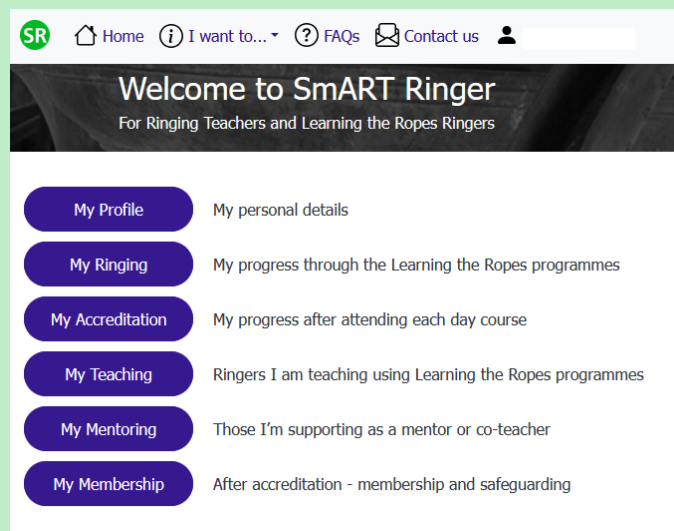 SR Home i I want to... ? FAQs Contact us
Welcome to SmART Ringer
For Ringing Teachers and Learning the Ropes Ringers
My Profile My personal details
My Ringing My progress through the Learning the Ropes programmes
My Accreditation My progress after attending each day course
My Teaching Ringers I am teaching using Learning the Ropes programmes
My Mentoring Those I’m supporting as a mentor or co-teacher
My Membership After accreditation - membership and safeguarding